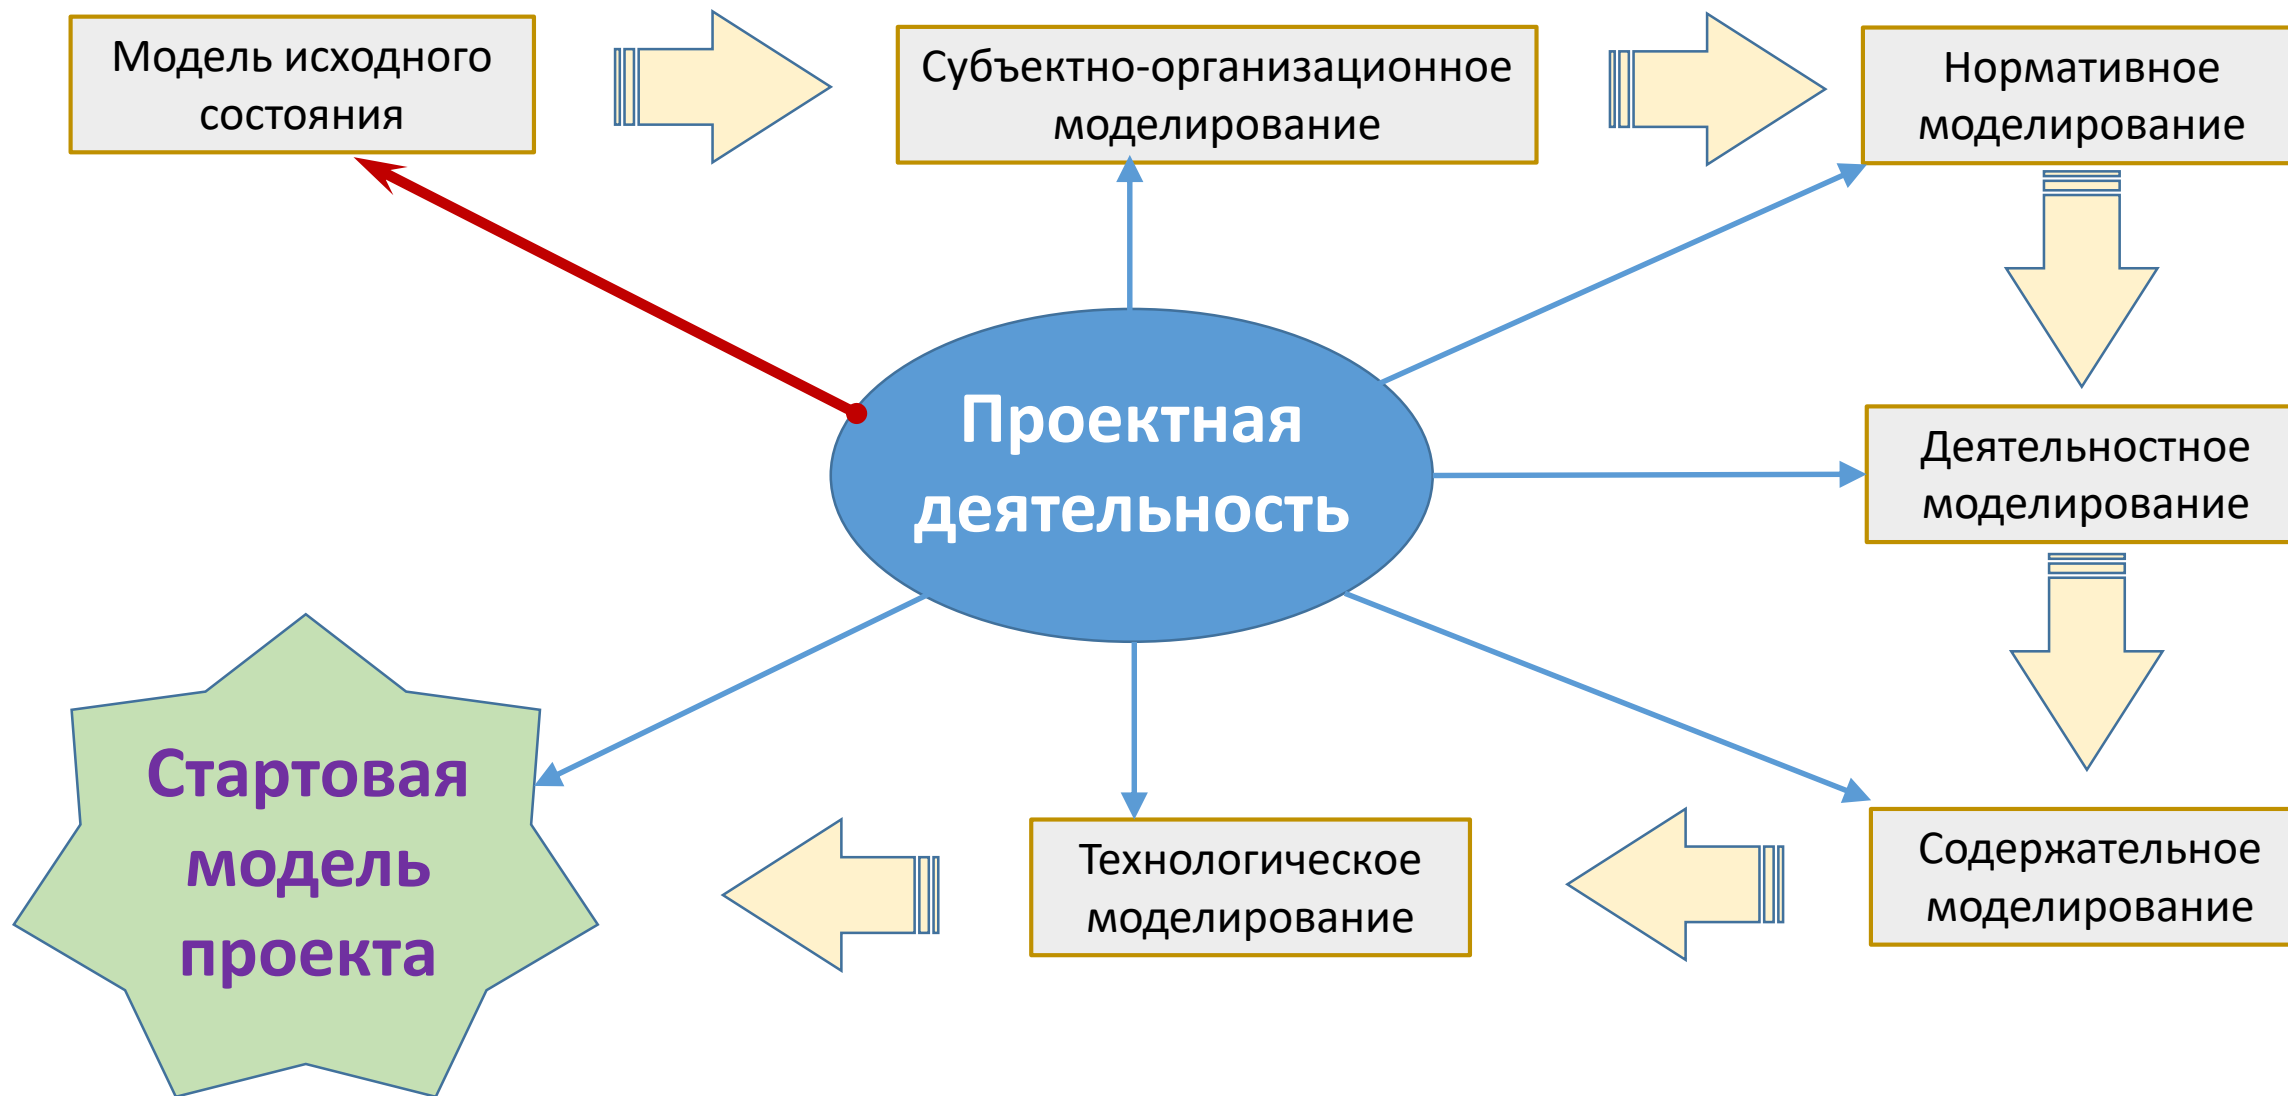 Модель исходного
состояния
Субъектно-организационное
моделирование
Нормативное
моделирование
Проектная
деятельность
Деятельностное
моделирование
Стартовая
модель
проекта
Технологическое
моделирование
Содержательное
моделирование